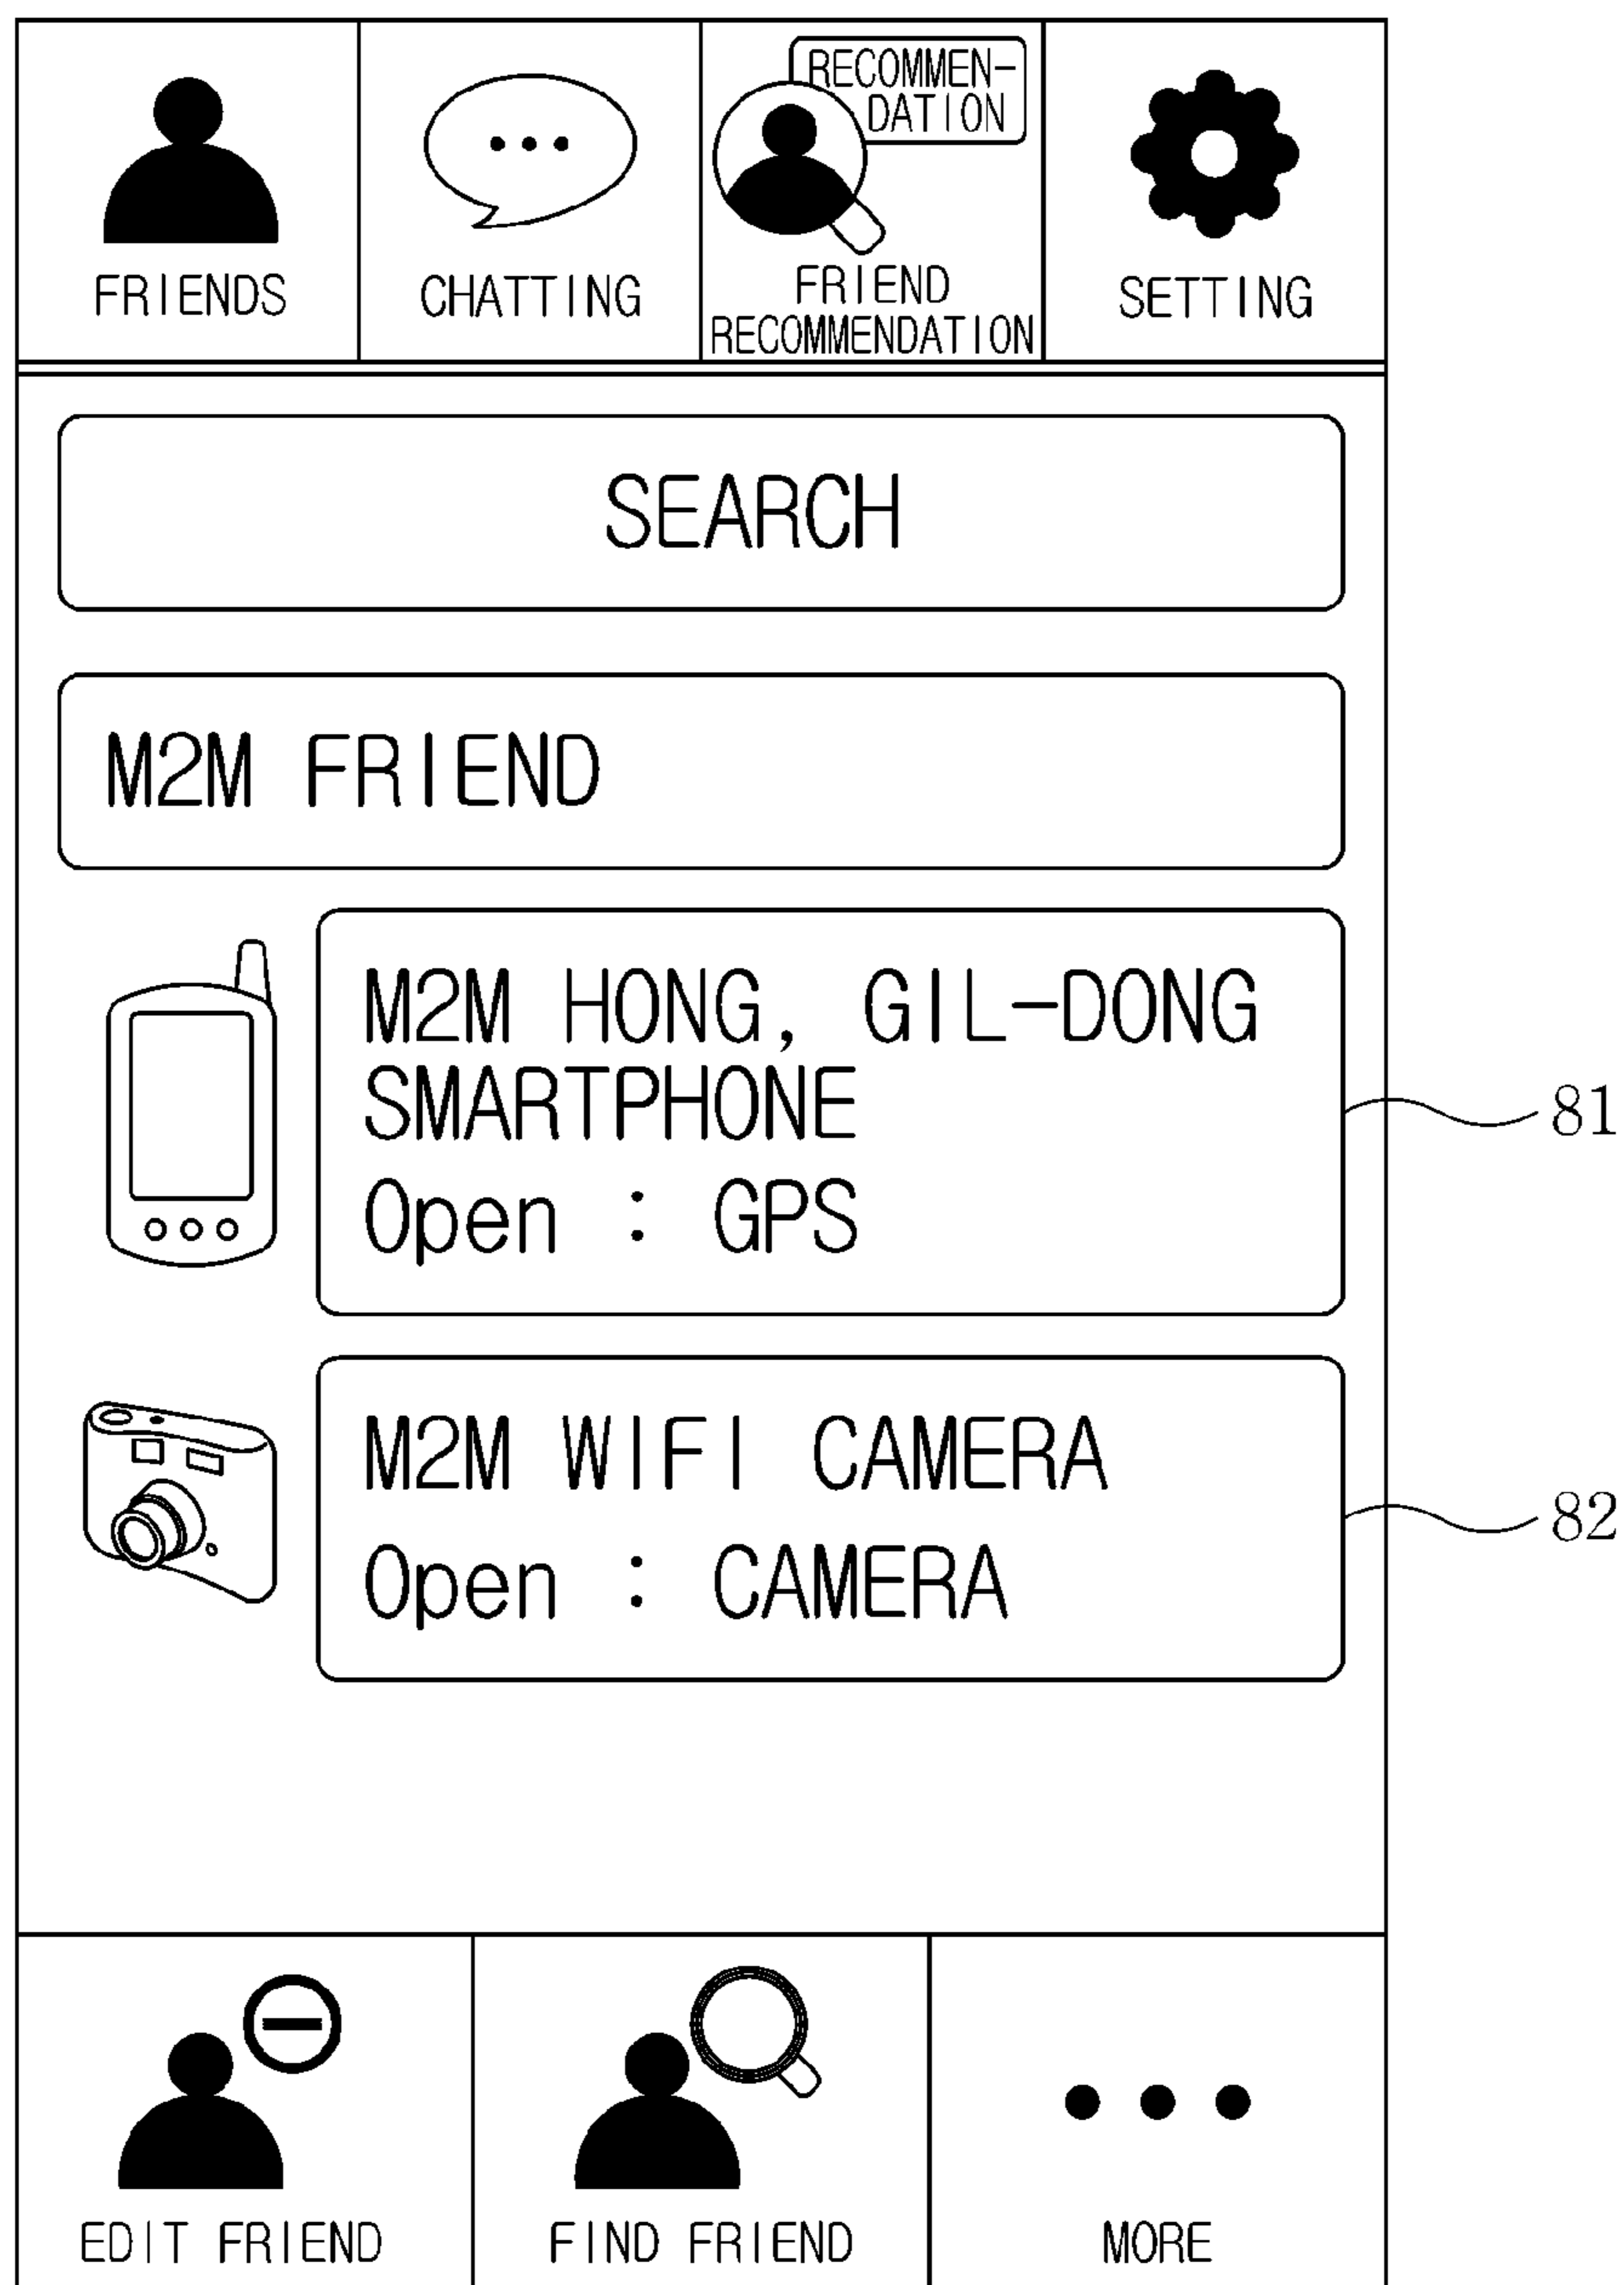 RECOMMEN-
DATION
FRIENDS
CHATTING
FRIEND
RECOMMENDATION
SETTING
SEARCH
M2M FRIEND
M2M HONG, GIL-DONG
SMARTPHONE
Open : GPS
81
M2M WIFI CAMERA
Open : CAMERA
82
EDIT FRIEND
FIND FRIEND
MORE